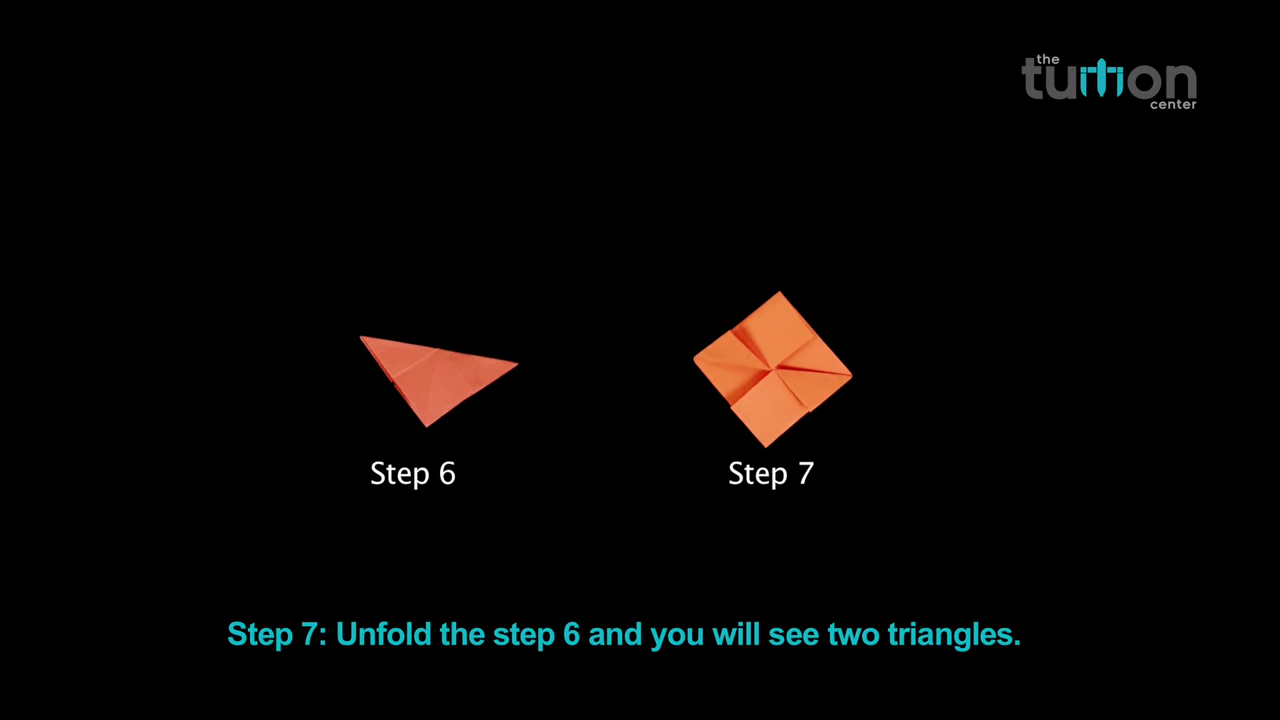 the
tuition
center
Step 6
Step 7
Step 7: Unfold the step 6 and you will see two triangles.